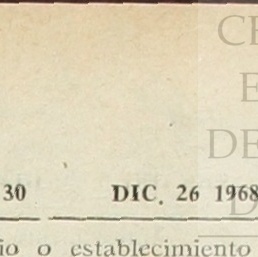 30 DIC. 26 1968
io o establecimiento